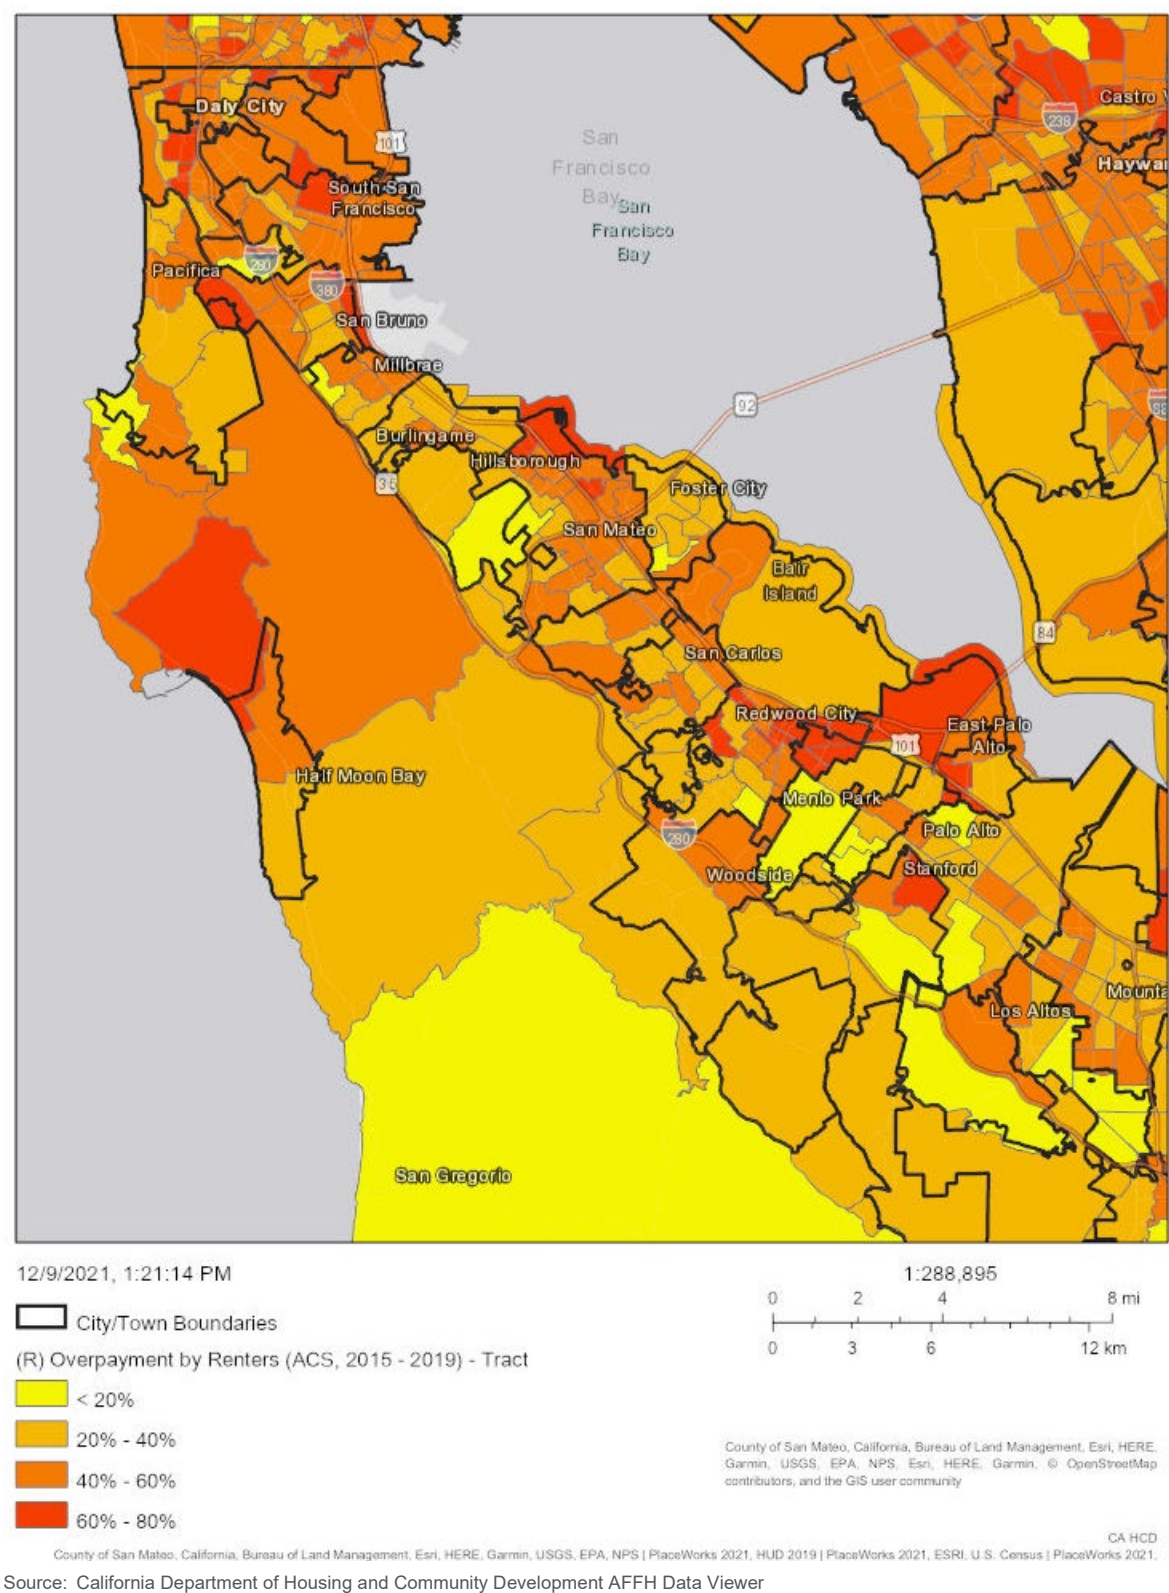 Daly City
101
238
Castro V
Haywa
San
Francisco
Bay
San
Francisco
Bay
South San
Francisco
280
Pacifica
380
San Bruno
Millbrae
92
88
Burlingame
Hillsborough
35
Foster City
San Mateo
Bair
Island
84
San Carlos
Redwood City
East Palo
Alto
101
Half Moon Bay
Menlo Park
280
Palo Alto
Woodside
Stanford
Mounta
Los Altos
San Gregorio
12/9/2021, 1:21:14 PM
1:288,895
0 2 4 8 mi
0 3 6 12 km
City/Town Boundaries
(R) Overpayment by Renters (ACS, 2015 - 2019) - Tract
< 20%
20% - 40%
40% - 60%
60% - 80%
County of San Mateo, California, Bureau of Land Management, Esri, HERE,
Garmin, USGS, EPA, NPS, Esri, HERE, Garmin, © OpenStreetMap
contributors, and the GIS user community
CA HCD
County of San Mateo, California, Bureau of Land Management, Esri, HERE, Garmin, USGS, EPA, NPS | PlaceWorks 2021, HUD 2019 | PlaceWorks 2021, ESRI, U.S. Census | PlaceWorks 2021,
Source: California Department of Housing and Community Development AFFH Data Viewer